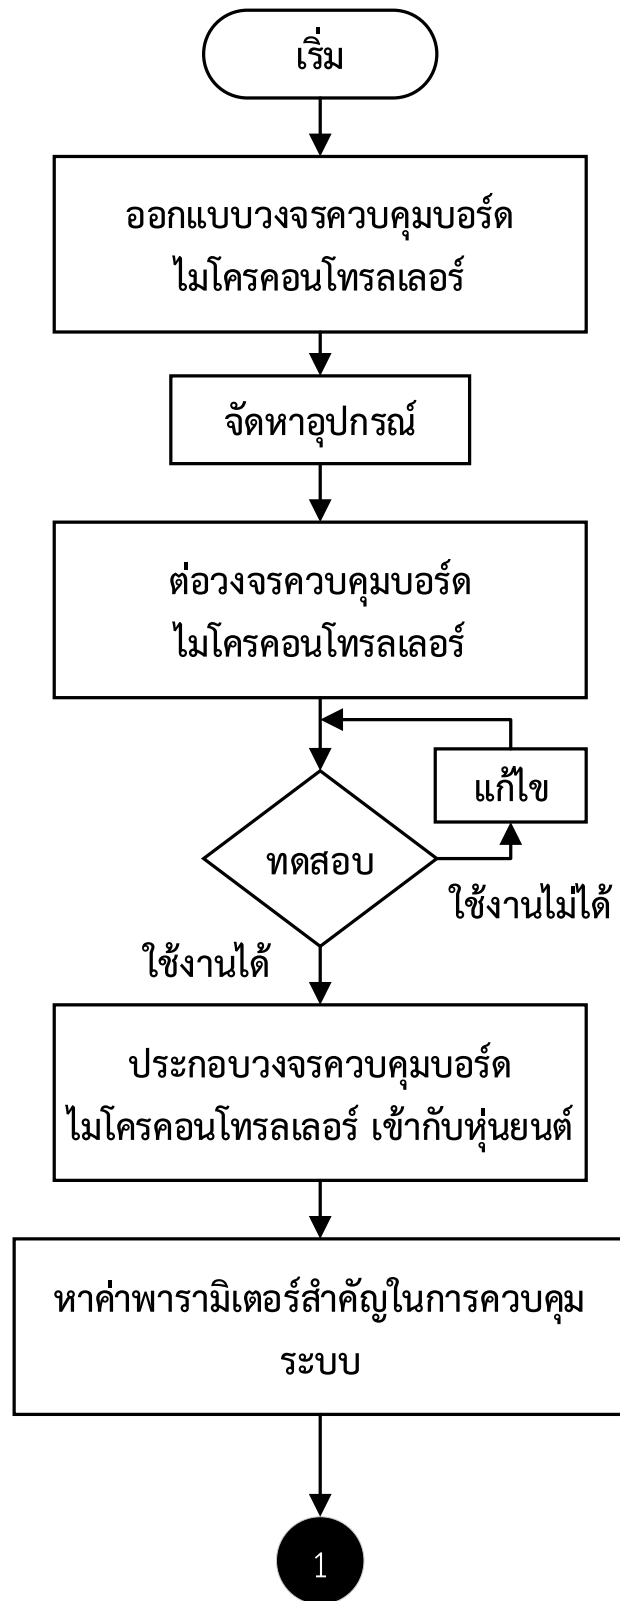 เริ่ม
ออกแบบวงจรควบคุมบอร์ด
ไมโครคอนโทรลเลอร์
จัดหาอุปกรณ์
ต่อวงจรควบคุมบอร์ด
ไมโครคอนโทรลเลอร์
แก้ไข
ทดสอบ
ใช้งานไม่ได้
ใช้งานได้
ประกอบวงจรควบคุมบอร์ด
ไมโครคอนโทรลเลอร์ เข้ากับหุ่นยนต์
หาค่าพารามิเตอร์สำคัญในการควบคุม
ระบบ
1